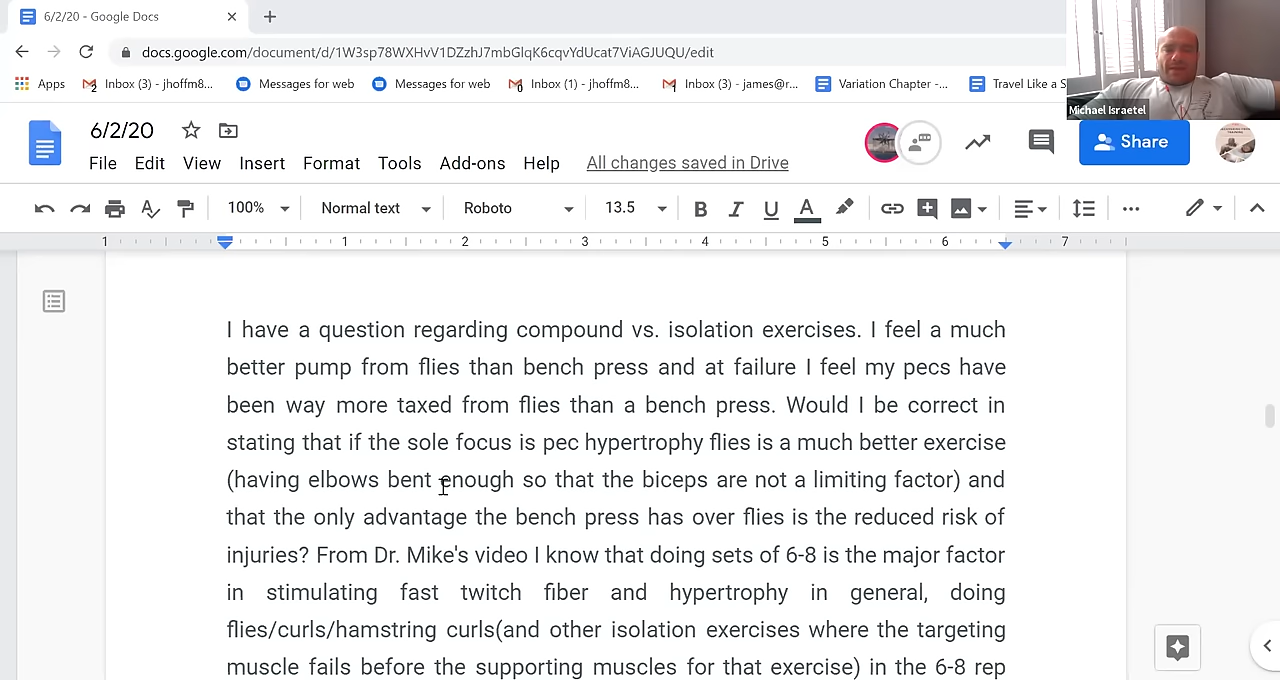 6/2/20 - Google Docs
docs.google.com/document/d/1W3sp78WXHvV1DZzhJ7mbGlqK6cqvYdUcat7ViAGJUQU/edit
Apps Inbox (3) - jhoffm8... Messages for web Messages for web Inbox (1) - jhoffm8... Inbox (3) - james@r... Variation Chapter -... Travel Like a S
Michael Israetel
6/2/20
File Edit View Insert Format Tools Add-ons Help All changes saved in Drive
Share
100% Normal text Roboto 13.5 B I U A
1 1 2 3 4 5 6 7
I have a question regarding compound vs. isolation exercises. I feel a much
better pump from flies than bench press and at failure I feel my pecs have
been way more taxed from flies than a bench press. Would I be correct in
stating that if the sole focus is pec hypertrophy flies is a much better exercise
(having elbows bent enough so that the biceps are not a limiting factor) and
that the only advantage the bench press has over flies is the reduced risk of
injuries? From Dr. Mike's video I know that doing sets of 6-8 is the major factor
in stimulating fast twitch fiber and hypertrophy in general, doing
flies/curls/hamstring curls(and other isolation exercises where the targeting
muscle fails before the supporting muscles for that exercise) in the 6-8 rep